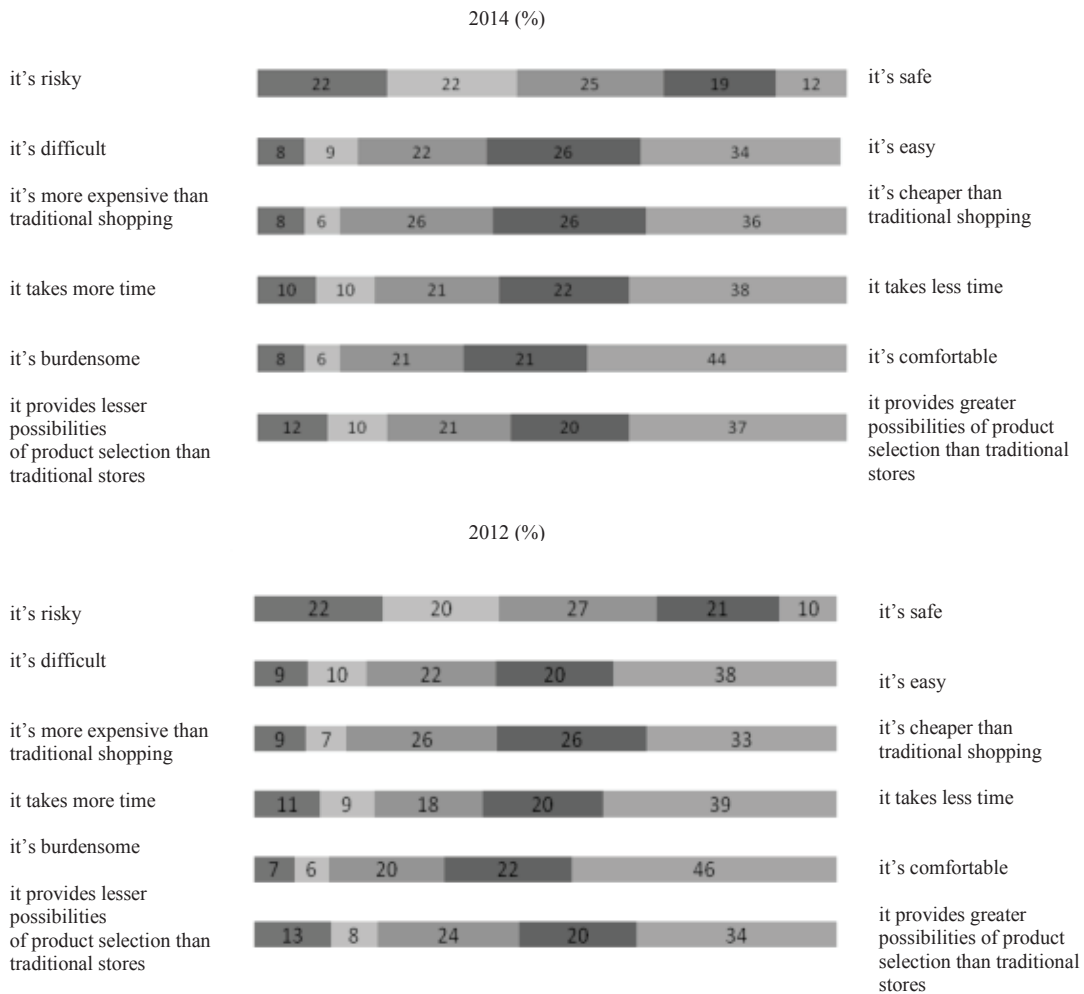 2014 (%)
it's risky
22 22 25 19 12
it's safe
it's difficult
8 9 22 26 34
it's easy
it's more expensive than
traditional shopping
8 6 26 26 36
it's cheaper than
traditional shopping
it takes more time
10 10 21 22 38
it takes less time
it's burdensome
8 6 21 21 44
it's comfortable
it provides lesser
possibilities
of product selection than
traditional stores
12 10 21 20 37
it provides greater
possibilities of product
selection than traditional
stores
2012 (%)
it's risky
22 20 27 21 10
it's safe
it's difficult
9 10 22 20 38
it's easy
it's more expensive than
traditional shopping
9 7 26 26 33
it's cheaper than
traditional shopping
it takes more time
11 9 18 20 39
it takes less time
it's burdensome
7 6 20 22 46
it's comfortable
it provides lesser
possibilities
of product selection than
traditional stores
13 8 24 20 34
it provides greater
possibilities of product
selection than traditional
stores